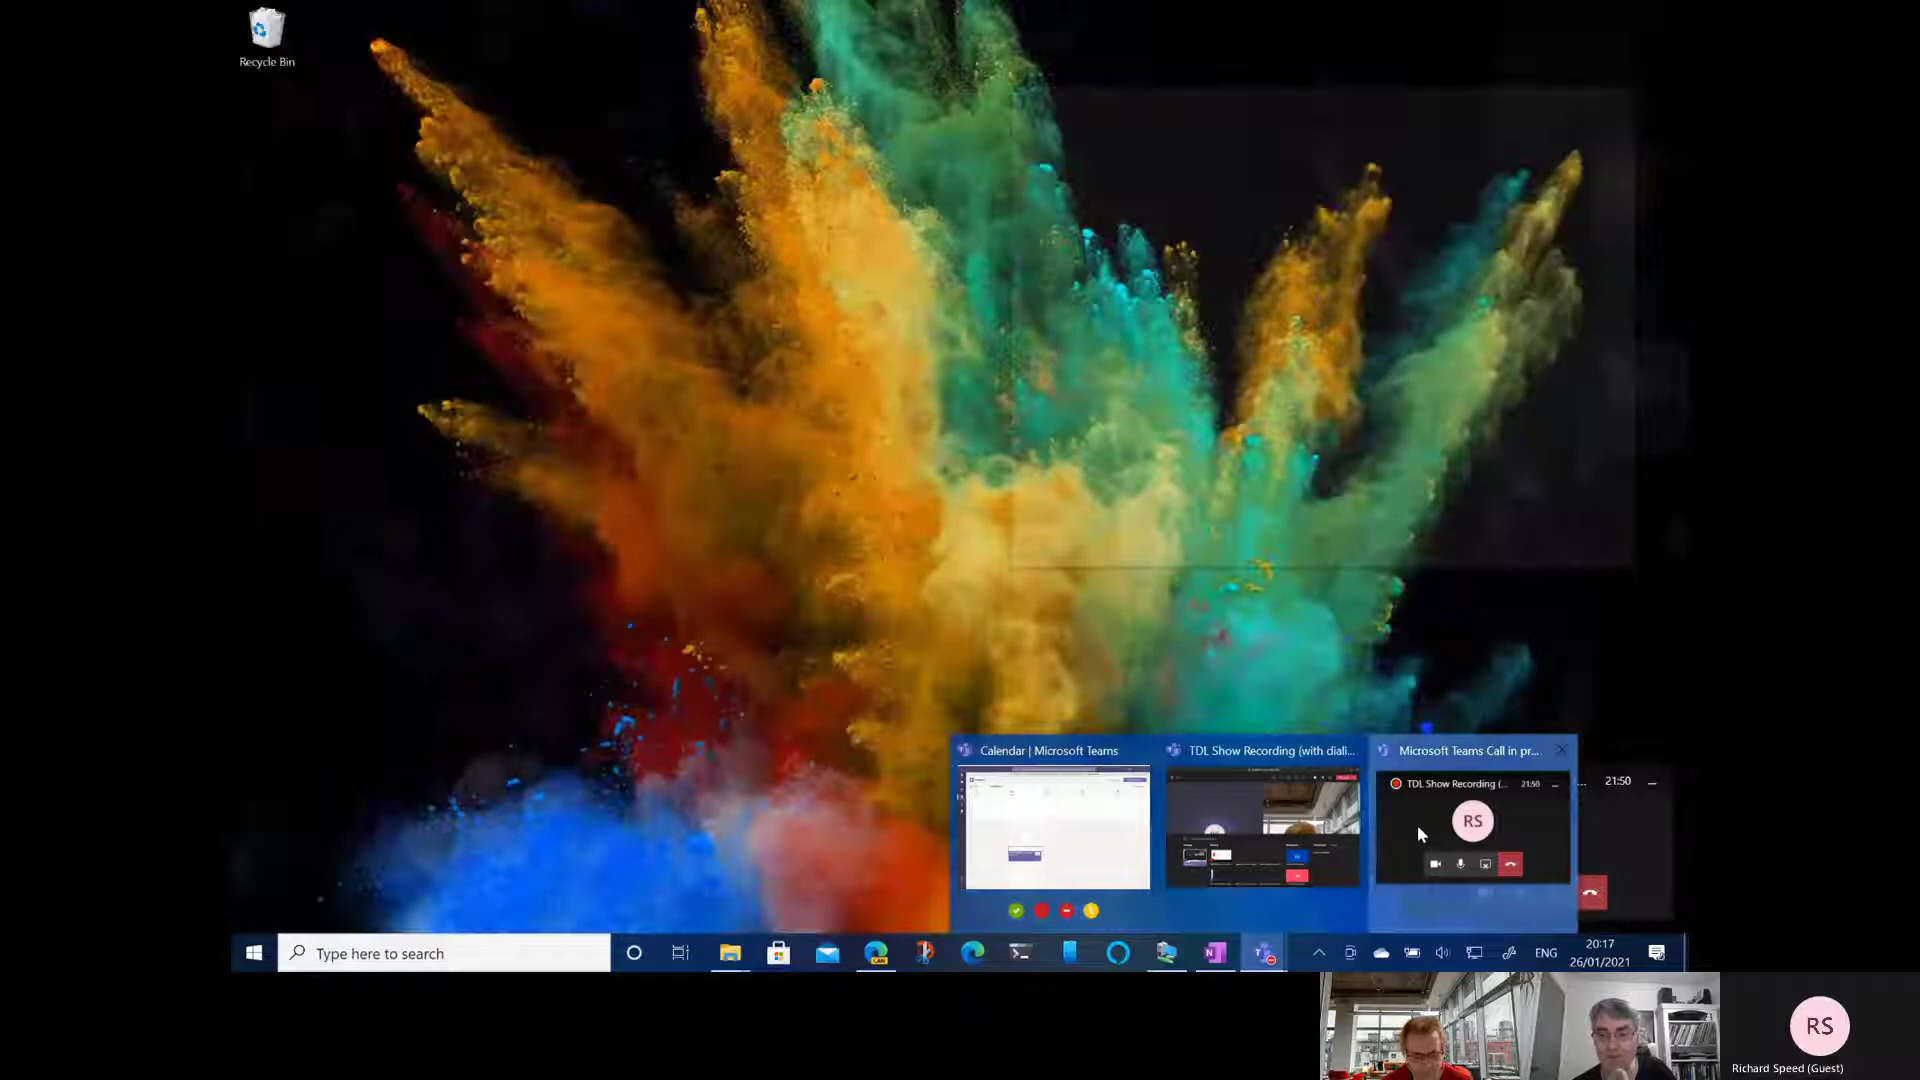 Recycle Bin
Calendar | Microsoft Teams
TDL Show Recording (with diali...
Microsoft Teams Call in pr...
TDL Show Recording (...
21:50
... 21:50
RS
Type here to search
CAN
ENG
20:17
26/01/2021
RS
Richard Speed (Guest)